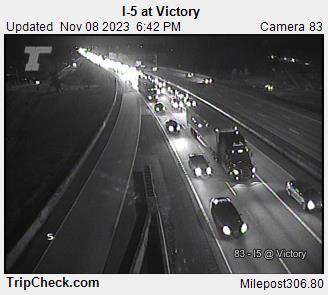 I-5 at Victory
Updated Nov 08 2023 6:42 PM Camera 83
T
S
83 - I5 @ Victory
TripCheck.com Milepost306.80